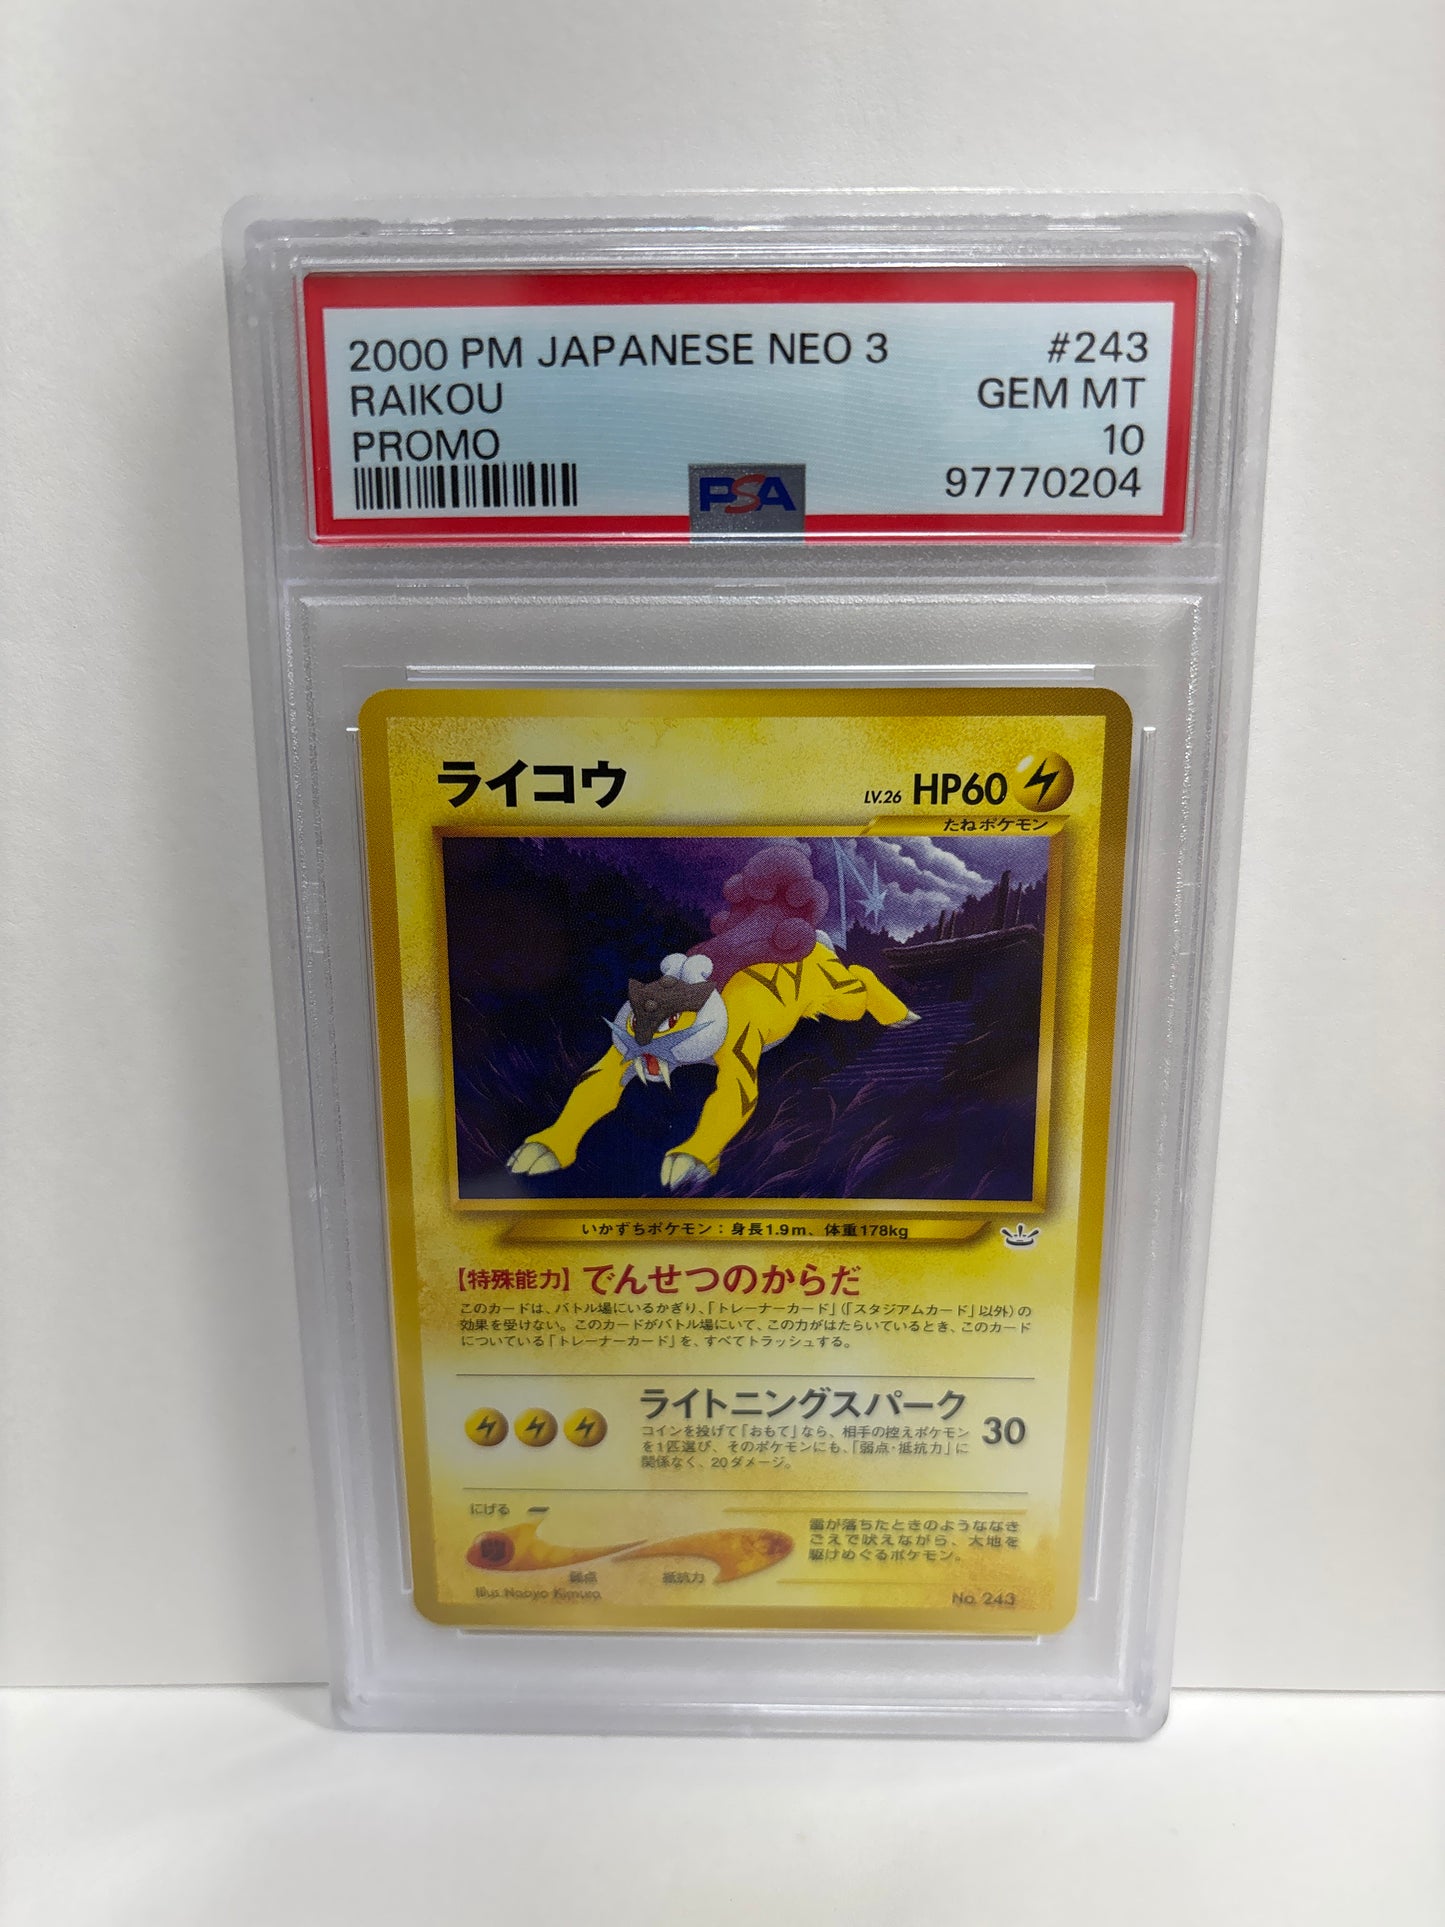 2000 PM JAPANESE NEO 3 #243
RAIKOU GEM MT
PROMO 10
PSA 97770204
ライコウ LV.26 HP60
たねポケモン
いかずちポケモン:身長1.9m、体重178kg
【特殊能力】でんせつのからだ
このカードは、バトル場にいるかぎり、「トレーナーカード」(「スタジアムカード」以外)の
効果を受けない。このカードがバトル場にいて、この力がはたらいているとき、このカード
についている「トレーナーカード」を、すべてトラッシュする。
ライトニングスパーク 30
コインを投げて「おもて」なら、相手の控えポケモン
を1匹選び、そのポケモンにも、「弱点・抵抗力」に
関係なく、20ダメージ。
にげる
弱点 抵抗力
雷が落ちたときのようななき
ごえで吠えながら、大地を
駆けめぐるポケモン。
Illus. Naoyo Kimura No. 243